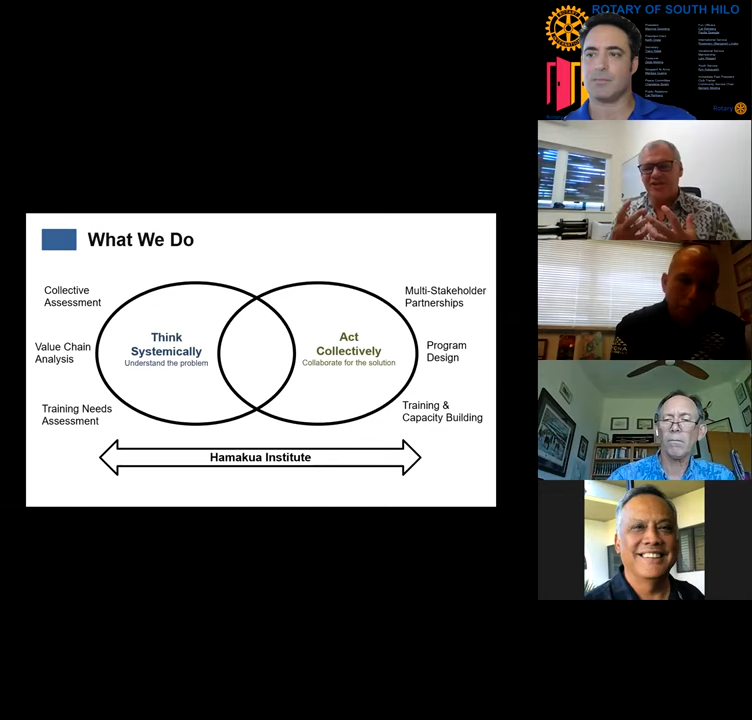 What We Do
Collective
Assessment
Value Chain
Analysis
Training Needs
Assessment
Think
Systemically
Understand the problem
Act
Collectively
Collaborate for the solution
Multi-Stakeholder
Partnerships
Program
Design
Training &
Capacity Building
Hamakua Institute
ROTARY OF SOUTH HILO
Rotary